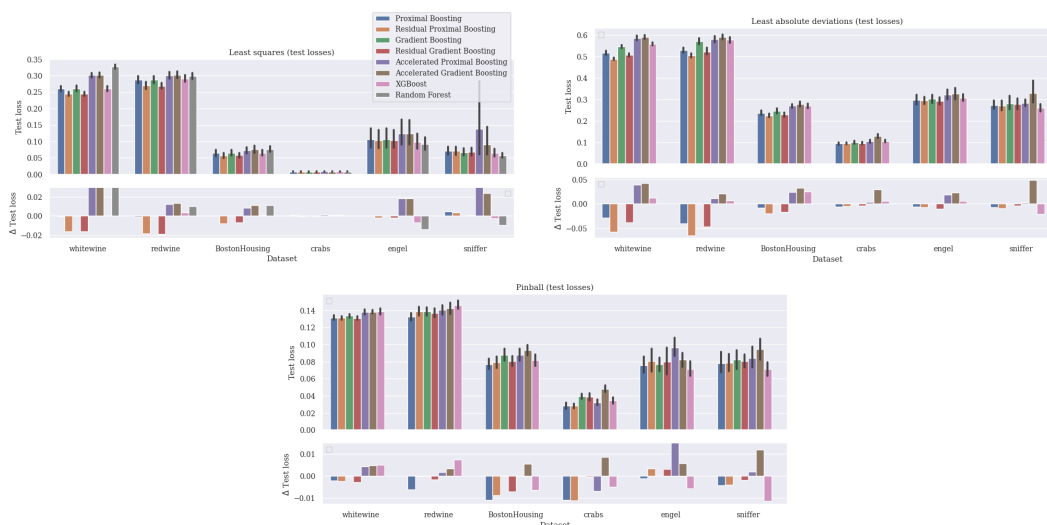 Least squares (test losses)
Proximal Boosting
Residual Proximal Boosting
Gradient Boosting
Residual Gradient Boosting
Accelerated Proximal Boosting
Accelerated Gradient Boosting
XGBoost
Random Forest
Test loss
0.35
0.30
0.25
0.20
0.15
0.10
0.05
0.00
Δ Test loss
0.02
0.00
−0.02
whitewine redwine BostonHousing crabs engel sniffer
Dataset
Least absolute deviations (test losses)
Test loss
0.6
0.5
0.4
0.3
0.2
0.1
0.0
Δ Test loss
0.05
0.00
−0.05
whitewine redwine BostonHousing crabs engel sniffer
Dataset
Pinball (test losses)
Test loss
0.14
0.12
0.10
0.08
0.06
0.04
0.02
0.00
Δ Test loss
0.01
0.00
−0.01
whitewine redwine BostonHousing crabs engel sniffer
Dataset